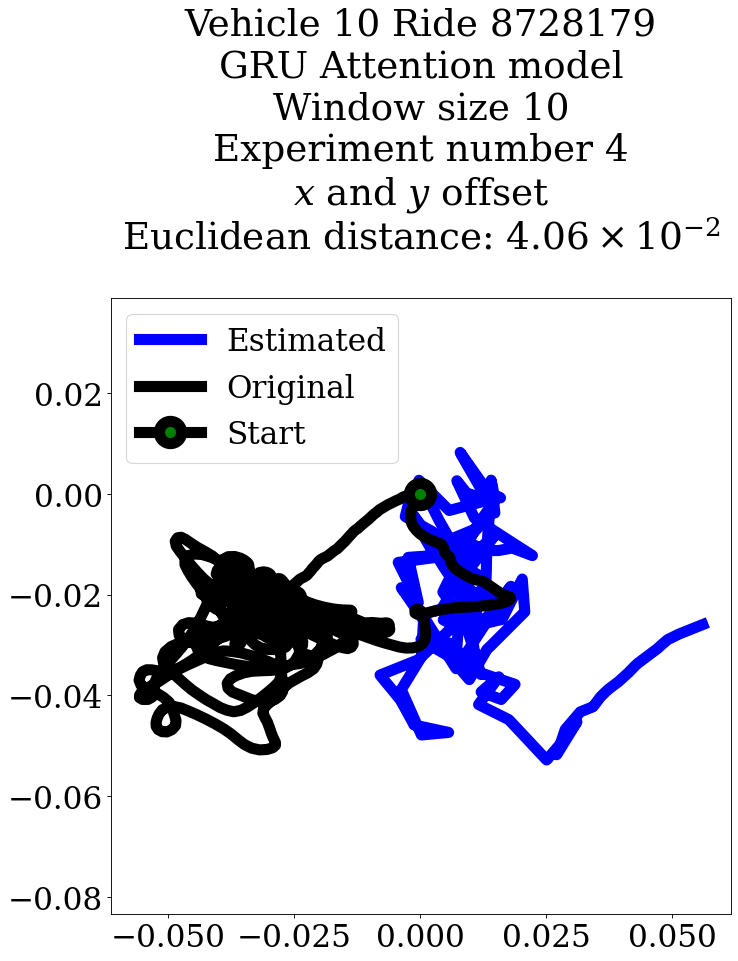 Vehicle 10 Ride 8728179
GRU Attention model
Window size 10
Experiment number 4
x and y offset
Euclidean distance: 4.06 × 10⁻²
Estimated
Original
Start
0.02
0.00
−0.02
−0.04
−0.06
−0.08
−0.050 −0.025 0.000 0.025 0.050